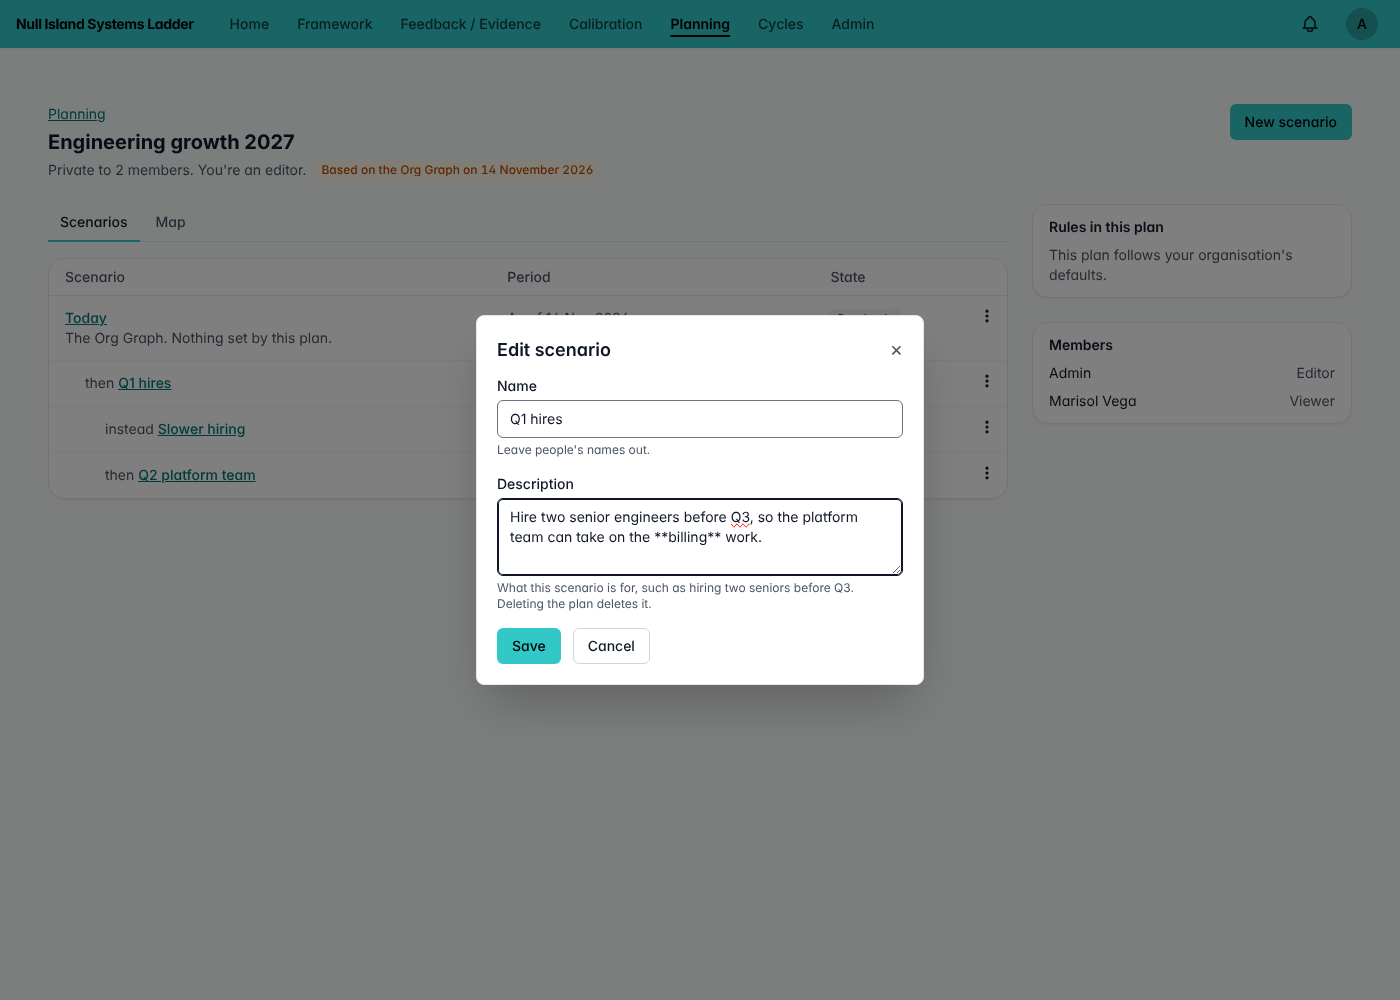 Null Island Systems Ladder
Home
Framework
Feedback / Evidence
Calibration
Planning
Cycles
Admin
A
Planning
Engineering growth 2027
New scenario
Private to 2 members. You're an editor.
Based on the Org Graph on 14 November 2026
Scenarios
Map
Scenario
Period
State
Today
The Org Graph. Nothing set by this plan.
then Q1 hires
instead Slower hiring
then Q2 platform team
Rules in this plan
This plan follows your organisation's
defaults.
Members
Admin
Editor
Marisol Vega
Viewer
Edit scenario
Name
Q1 hires
Leave people's names out.
Description
Hire two senior engineers before Q3, so the platform
team can take on the **billing** work.
What this scenario is for, such as hiring two seniors before Q3.
Deleting the plan deletes it.
Save
Cancel